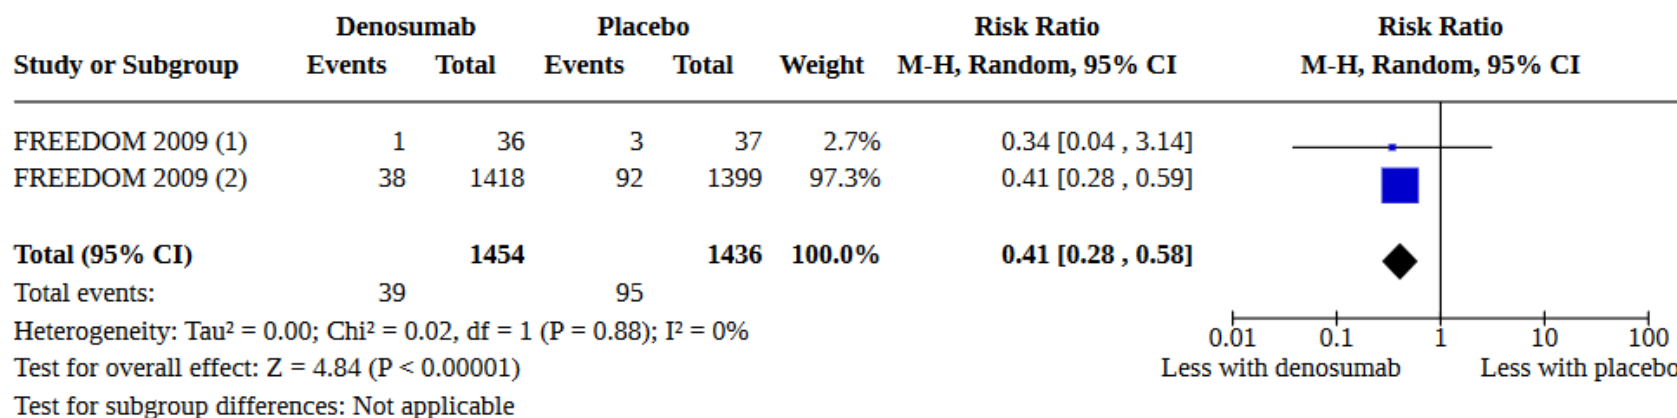 Denosumab Placebo Risk Ratio Risk Ratio
Study or Subgroup Events Total Events Total Weight M-H, Random, 95% CI M-H, Random, 95% CI
FREEDOM 2009 (1) 1 36 3 37 2.7% 0.34 [0.04 , 3.14]
FREEDOM 2009 (2) 38 1418 92 1399 97.3% 0.41 [0.28 , 0.59]
Total (95% CI) 1454 1436 100.0% 0.41 [0.28 , 0.58]
Total events: 39 95
Heterogeneity: Tau² = 0.00; Chi² = 0.02, df = 1 (P = 0.88); I² = 0%
0.01 0.1 1 10 100
Test for overall effect: Z = 4.84 (P < 0.00001)
Less with denosumab Less with placebo
Test for subgroup differences: Not applicable